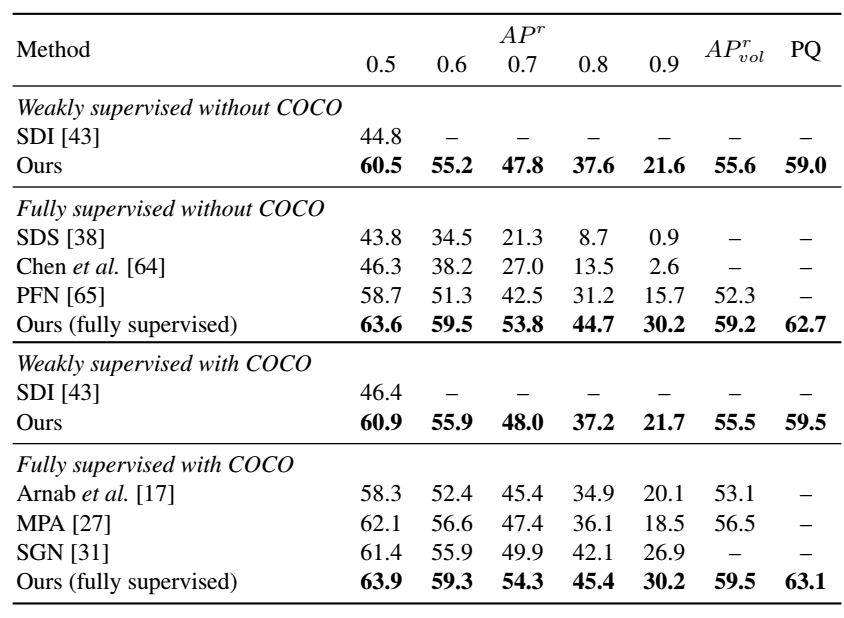 Method AP^r AP^r_vol PQ
0.5 0.6 0.7 0.8 0.9
Weakly supervised without COCO
SDI [43] 44.8 – – – – – –
Ours 60.5 55.2 47.8 37.6 21.6 55.6 59.0
Fully supervised without COCO
SDS [38] 43.8 34.5 21.3 8.7 0.9 – –
Chen et al. [64] 46.3 38.2 27.0 13.5 2.6 – –
PFN [65] 58.7 51.3 42.5 31.2 15.7 52.3 –
Ours (fully supervised) 63.6 59.5 53.8 44.7 30.2 59.2 62.7
Weakly supervised with COCO
SDI [43] 46.4 – – – – – –
Ours 60.9 55.9 48.0 37.2 21.7 55.5 59.5
Fully supervised with COCO
Arnab et al. [17] 58.3 52.4 45.4 34.9 20.1 53.1 –
MPA [27] 62.1 56.6 47.4 36.1 18.5 56.5 –
SGN [31] 61.4 55.9 49.9 42.1 26.9 – –
Ours (fully supervised) 63.9 59.3 54.3 45.4 30.2 59.5 63.1